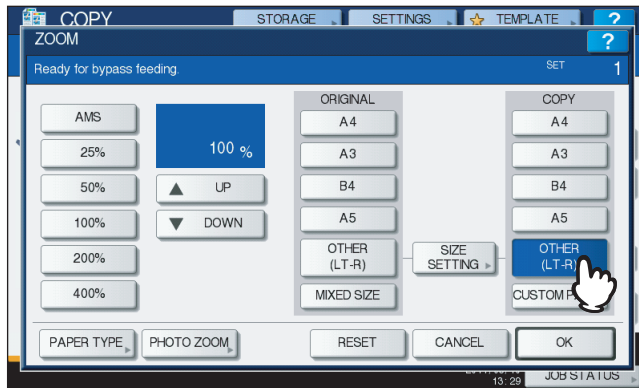 COPY STORAGE SETTINGS TEMPLATE ?
ZOOM ?
Ready for bypass feeding. SET 1
ORIGINAL COPY
AMS
25%
50%
100%
200%
400%
100 %
UP
DOWN
A4
A3
B4
A5
OTHER
(LT-R)
MIXED SIZE
SIZE
SETTING
A4
A3
B4
A5
OTHER
(LT-R)
CUSTOM
PAPER TYPE PHOTO ZOOM RESET CANCEL OK
13:29 JOB STATUS